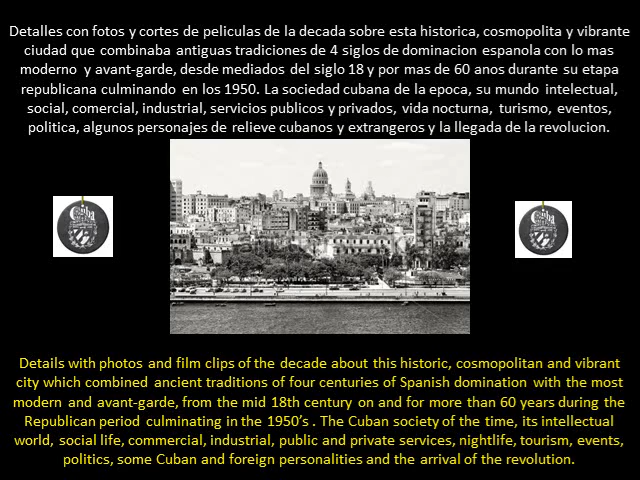 Detalles con fotos y cortes de peliculas de la decada sobre esta historica, cosmopolita y vibrante
ciudad que combinaba antiguas tradiciones de 4 siglos de dominacion espanola con lo mas
moderno y avant-garde, desde mediados del siglo 18 y por mas de 60 anos durante su etapa
republicana culminando en los 1950. La sociedad cubana de la epoca, su mundo intelectual,
social, comercial, industrial, servicios publicos y privados, vida nocturna, turismo, eventos,
politica, algunos personajes de relieve cubanos y extrangeros y la llegada de la revolucion.
Cuba
Cuba
Details with photos and film clips of the decade about this historic, cosmopolitan and vibrant
city which combined ancient traditions of four centuries of Spanish domination with the most
modern and avant-garde, from the mid 18th century on and for more than 60 years during the
Republican period culminating in the 1950's . The Cuban society of the time, its intellectual
world, social life, commercial, industrial, public and private services, nightlife, tourism, events,
politics, some Cuban and foreign personalities and the arrival of the revolution.